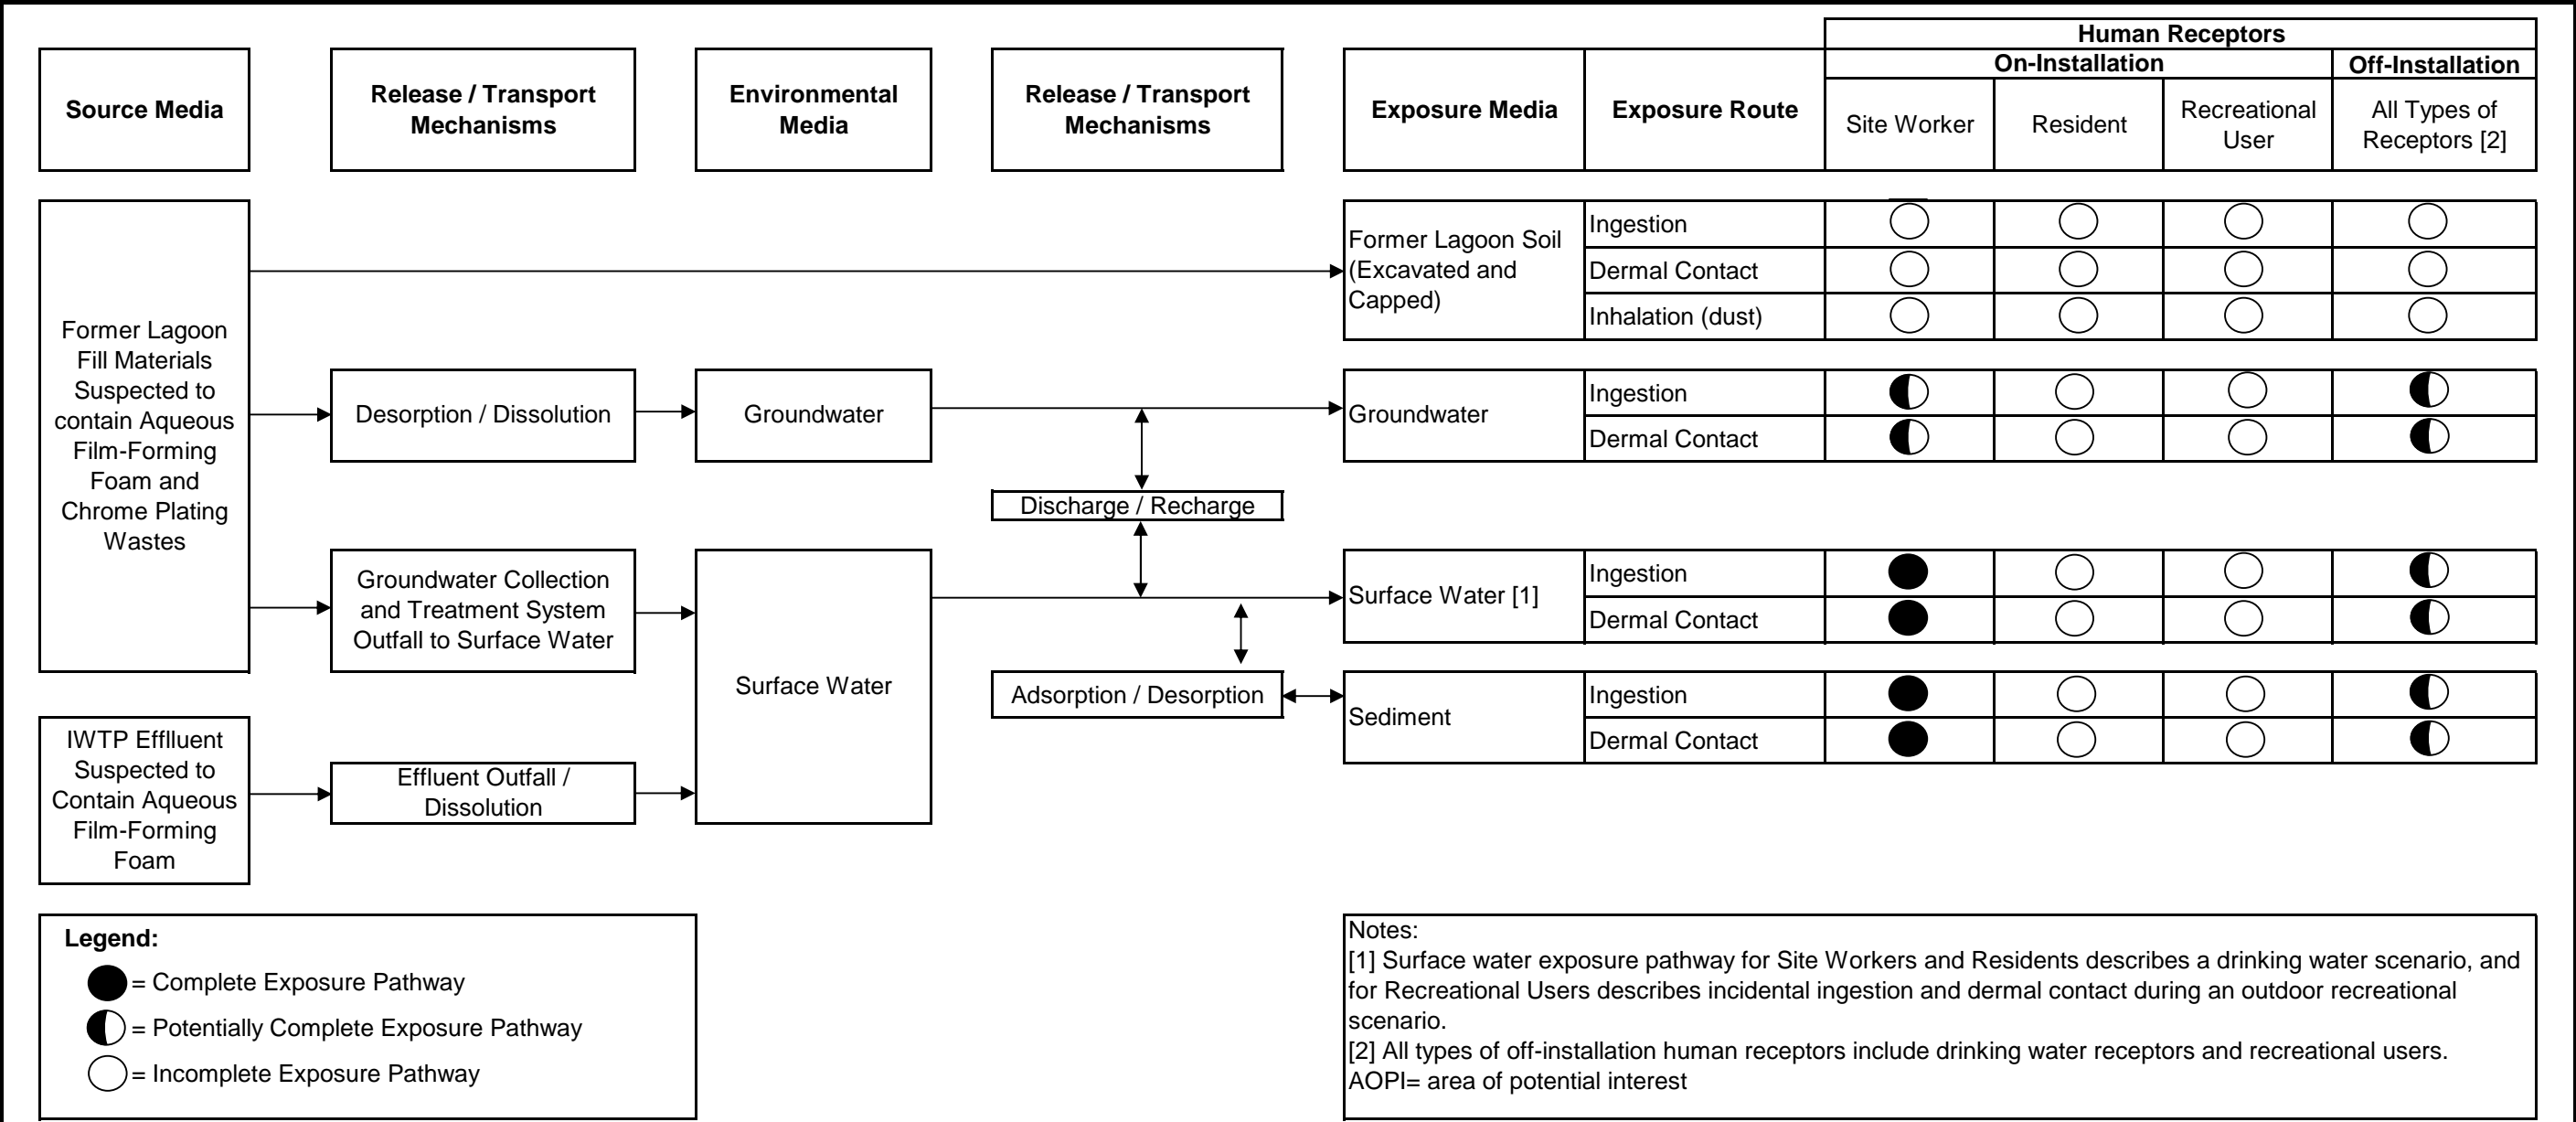 Human Receptors
On-Installation
Off-Installation
Source Media
Release / Transport
Mechanisms
Environmental
Media
Release / Transport
Mechanisms
Exposure Media
Exposure Route
Site Worker
Resident
Recreational
User
All Types of
Receptors [2]
Former Lagoon
Fill Materials
Suspected to
contain Aqueous
Film-Forming
Foam and
Chrome Plating
Wastes
Former Lagoon Soil
(Excavated and
Capped)
Ingestion
Dermal Contact
Inhalation (dust)
Desorption / Dissolution
Groundwater
Groundwater
Ingestion
Dermal Contact
Discharge / Recharge
Groundwater Collection
and Treatment System
Outfall to Surface Water
Surface Water
Surface Water [1]
Ingestion
Dermal Contact
Adsorption / Desorption
Sediment
Ingestion
Dermal Contact
IWTP Efflluent
Suspected to
Contain Aqueous
Film-Forming
Foam
Effluent Outfall /
Dissolution
Legend:
= Complete Exposure Pathway
= Potentially Complete Exposure Pathway
= Incomplete Exposure Pathway
Notes:
[1] Surface water exposure pathway for Site Workers and Residents describes a drinking water scenario, and
for Recreational Users describes incidental ingestion and dermal contact during an outdoor recreational
scenario.
[2] All types of off-installation human receptors include drinking water receptors and recreational users.
AOPI= area of potential interest